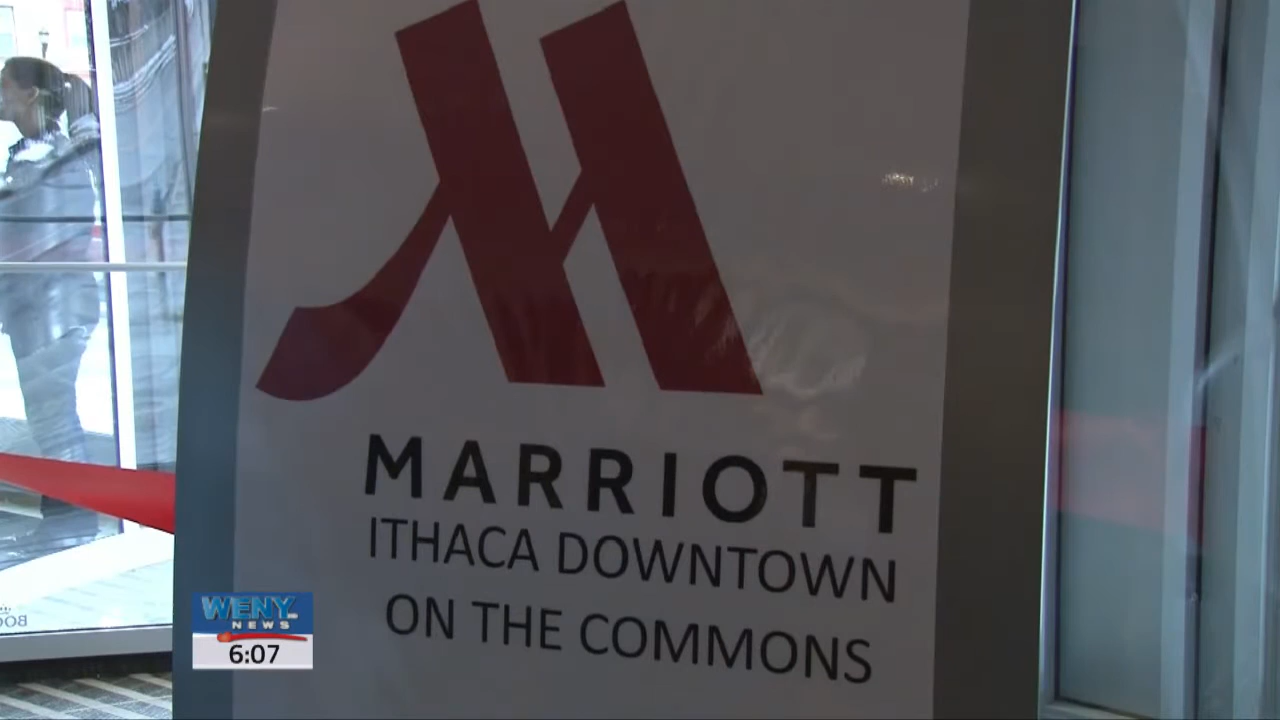 MARRIOTT
ITHACA DOWNTOWN
ON THE COMMONS
WENY
NEWS
6:07